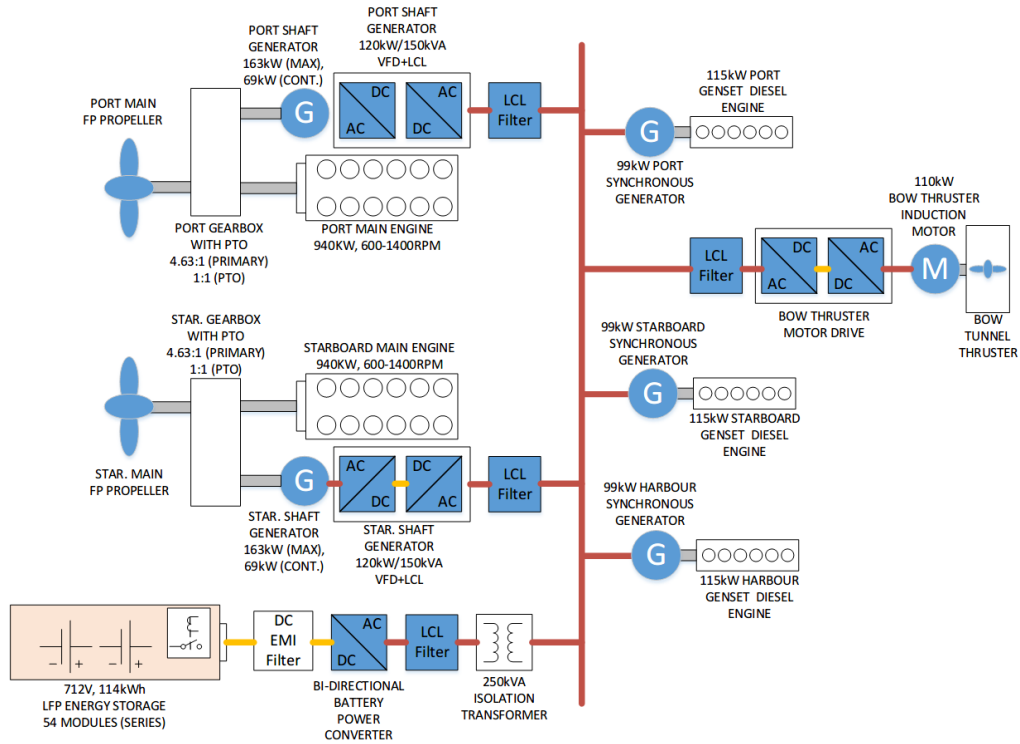 PORT SHAFT
GENERATOR
163kW (MAX),
69kW (CONT.)
PORT SHAFT
GENERATOR
120kW/150kVA
VFD+LCL
PORT MAIN
FP PROPELLER
G
DC
AC
AC
DC
LCL
Filter
115kW PORT
GENSET DIESEL
ENGINE
G
99kW PORT
SYNCHRONOUS
GENERATOR
PORT GEARBOX
WITH PTO
4.63:1 (PRIMARY)
1:1 (PTO)
PORT MAIN ENGINE
940KW, 600-1400RPM
110kW
BOW THRUSTER
INDUCTION
MOTOR
LCL
Filter
DC
AC
AC
DC
M
BOW THRUSTER
MOTOR DRIVE
BOW
TUNNEL
THRUSTER
STAR. GEARBOX
WITH PTO
4.63:1 (PRIMARY)
1:1 (PTO)
STARBOARD MAIN ENGINE
940KW, 600-1400RPM
99kW STARBOARD
SYNCHRONOUS
GENERATOR
G
115kW STARBOARD
GENSET DIESEL
ENGINE
STAR. MAIN
FP PROPELLER
G
AC
DC
DC
AC
LCL
Filter
STAR. SHAFT
GENERATOR
163kW (MAX),
69kW (CONT.)
STAR. SHAFT
GENERATOR
120kW/150kVA
VFD+LCL
99kW HARBOUR
SYNCHRONOUS
GENERATOR
G
115kW HARBOUR
GENSET DIESEL
ENGINE
- +
- +
712V, 114kWh
LFP ENERGY STORAGE
54 MODULES (SERIES)
DC
EMI
Filter
AC
DC
BI-DIRECTIONAL
BATTERY
POWER
CONVERTER
LCL
Filter
250kVA
ISOLATION
TRANSFORMER